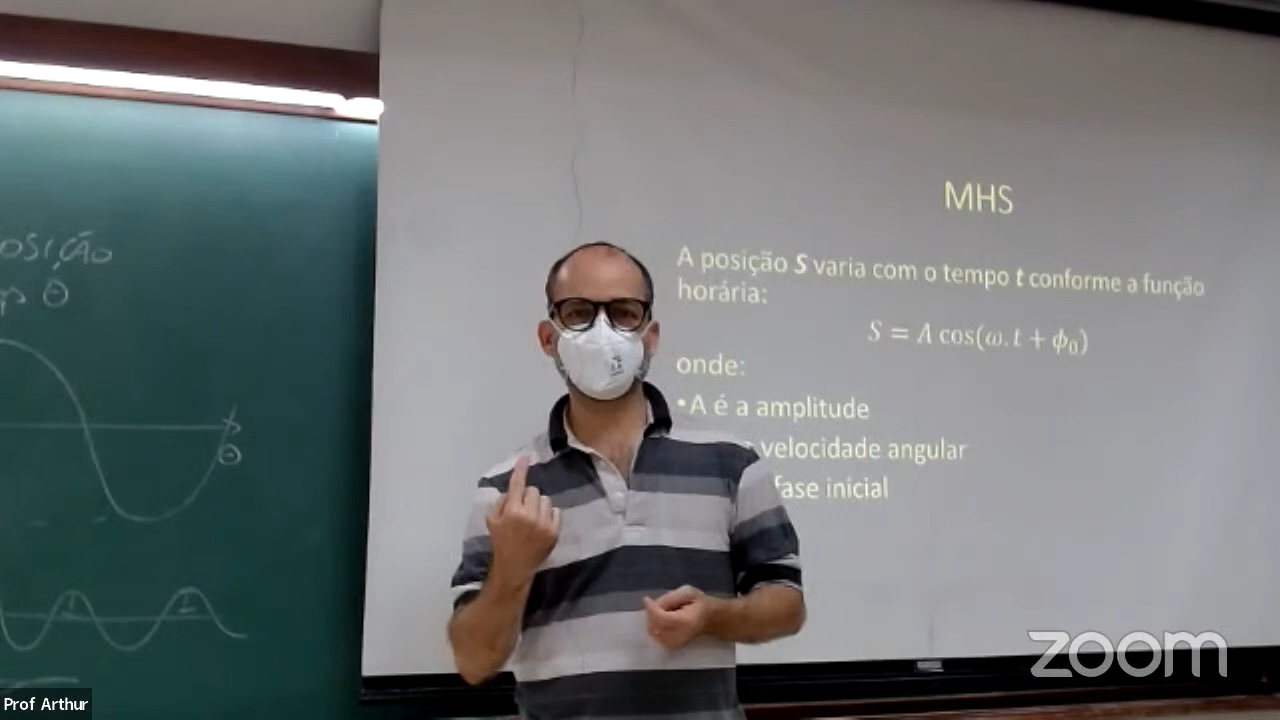 OSIÇÃO
θ
θ
MHS
A posição S varia com o tempo t conforme a função
horária:
S = A cos(ω.t + ϕ₀)
onde:
•A é a amplitude
velocidade angular
fase inicial
zoom
Prof Arthur